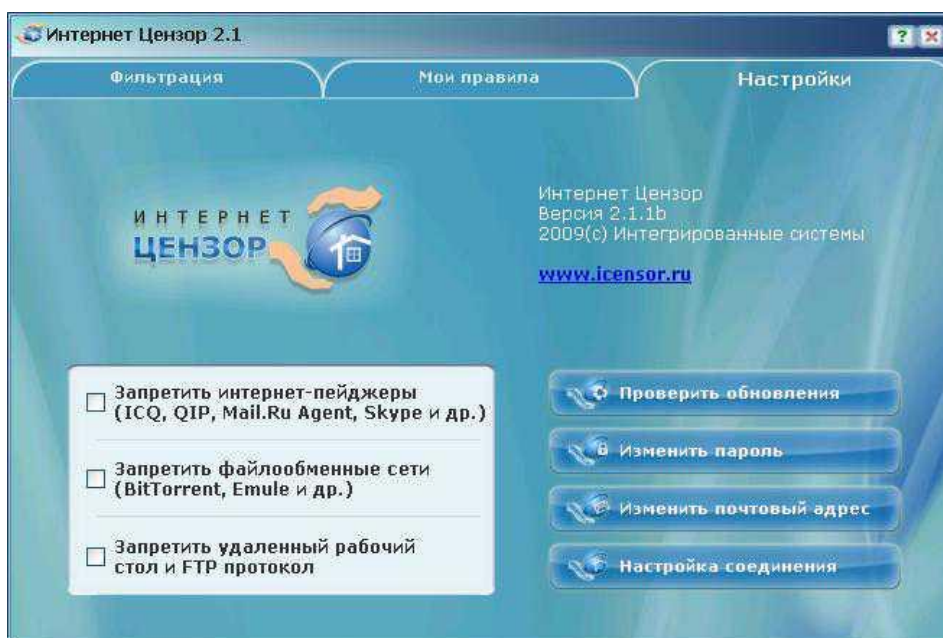 Интернет Цензор 2.1
?
Фильтрация
Мои правила
Настройки
ИНТЕРНЕТ
ЦЕНЗОР
Интернет Цензор
Версия 2.1.1b
2009(c) Интегрированные системы
www.icensor.ru
Запретить интернет-пейджеры
(ICQ, QIP, Mail.Ru Agent, Skype и др.)
Запретить файлообменные сети
(BitTorrent, Emule и др.)
Запретить удаленный рабочий
стол и FTP протокол
Проверить обновления
Изменить пароль
Изменить почтовый адрес
Настройка соединения